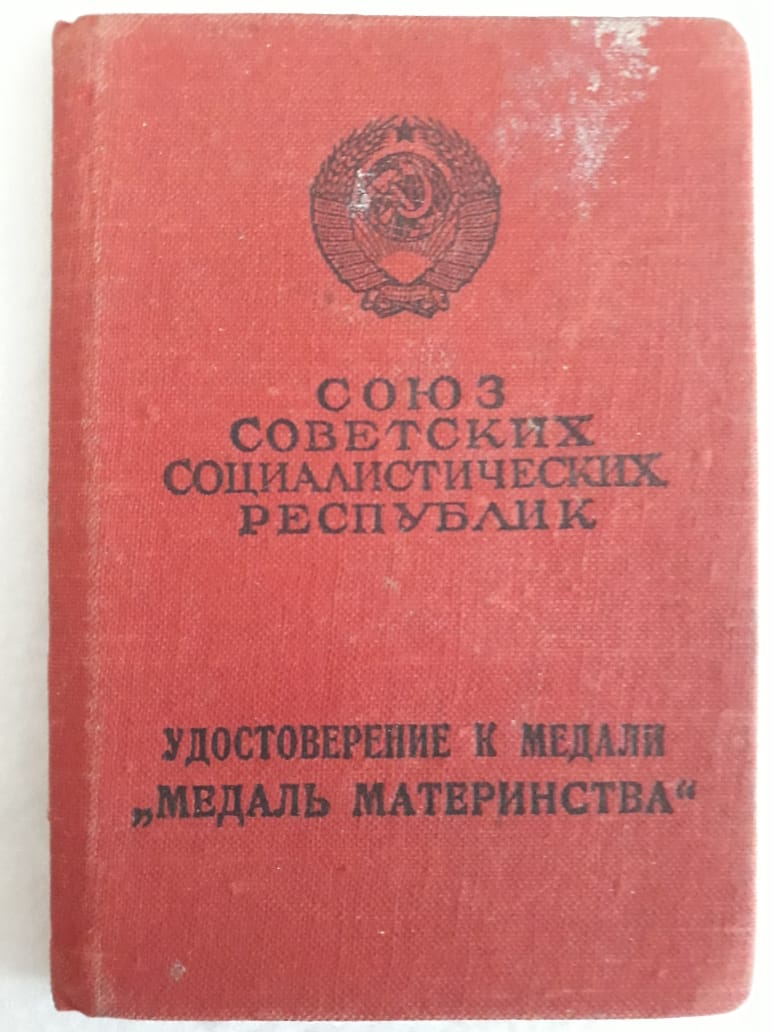 СОЮЗ
СОВЕТСКИХ
СОЦИАЛИСТИЧЕСКИХ
РЕСПУБЛИК
УДОСТОВЕРЕНИЕ К МЕДАЛИ
„МЕДАЛЬ МАТЕРИНСТВА“